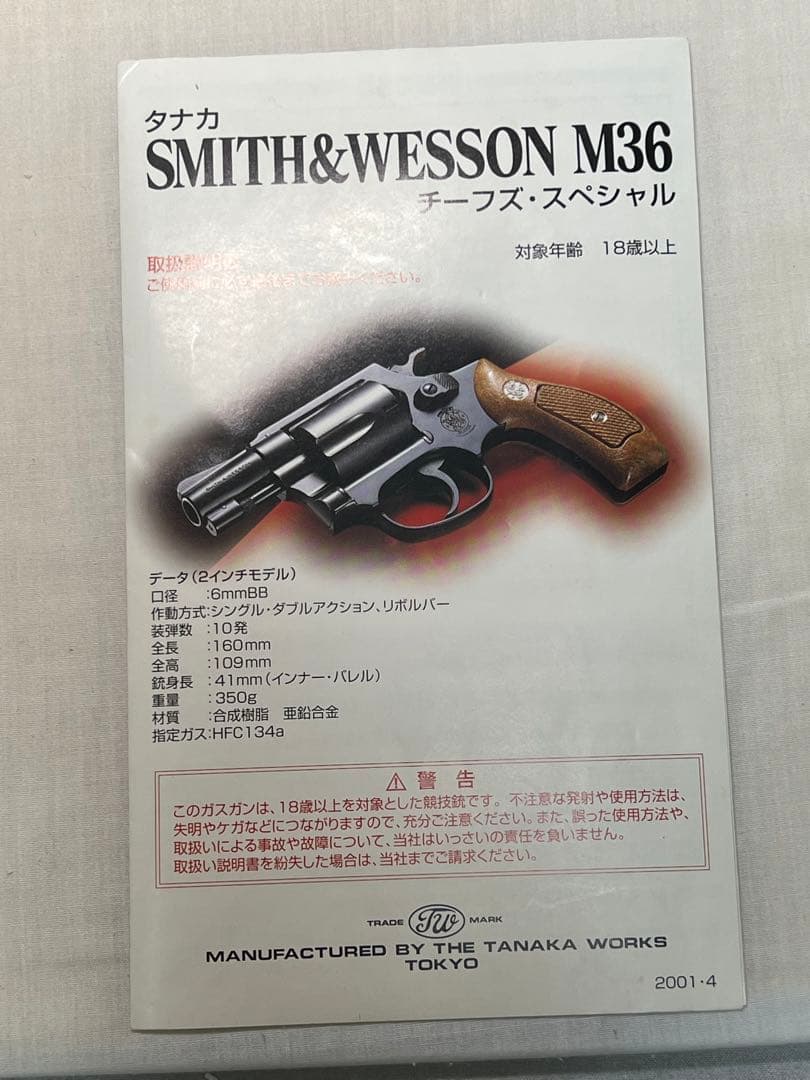 タナカ
SMITH&WESSON M36
チーフズ・スペシャル
対象年齢 18歳以上
取扱説明書
データ(2インチモデル)
口径 :6mmBB
作動方式:シングル・ダブルアクション、リボルバー
装弾数 :10発
全長 :160mm
全高 :109mm
銃身長 :41mm(インナー・バレル)
重量 :350g
材質 :合成樹脂 亜鉛合金
指定ガス:HFC134a
⚠ 警告
このガスガンは、18歳以上を対象とした競技銃です。不注意な発射や使用方法は、
失明やケガなどにつながりますので、充分ご注意ください。また、誤った使用方法や、
取扱いによる事故や故障について、当社はいっさいの責任を負いません。
取扱い説明書を紛失した場合は、当社までご請求ください。
TRADE TW MARK
MANUFACTURED BY THE TANAKA WORKS
TOKYO
2001・4